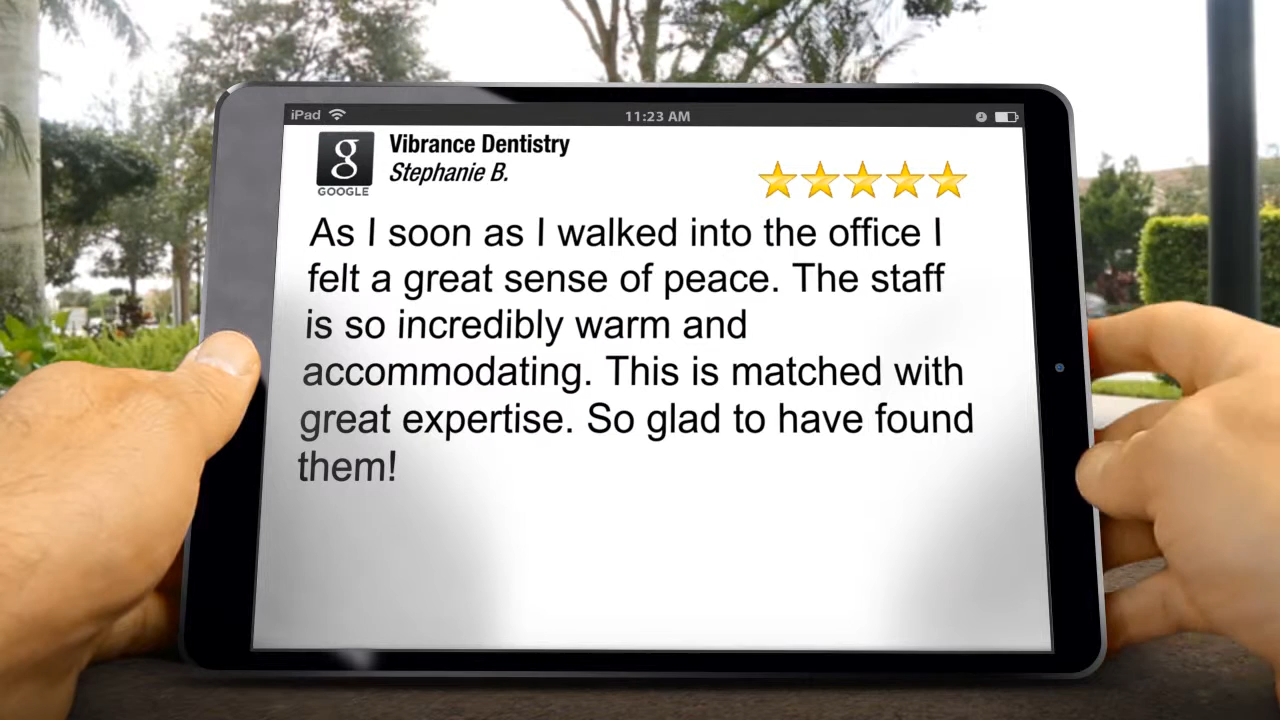 iPad 11:23 AM
g
GOOGLE
Vibrance Dentistry
Stephanie B.
As I soon as I walked into the office I
felt a great sense of peace. The staff
is so incredibly warm and
accommodating. This is matched with
great expertise. So glad to have found
them!